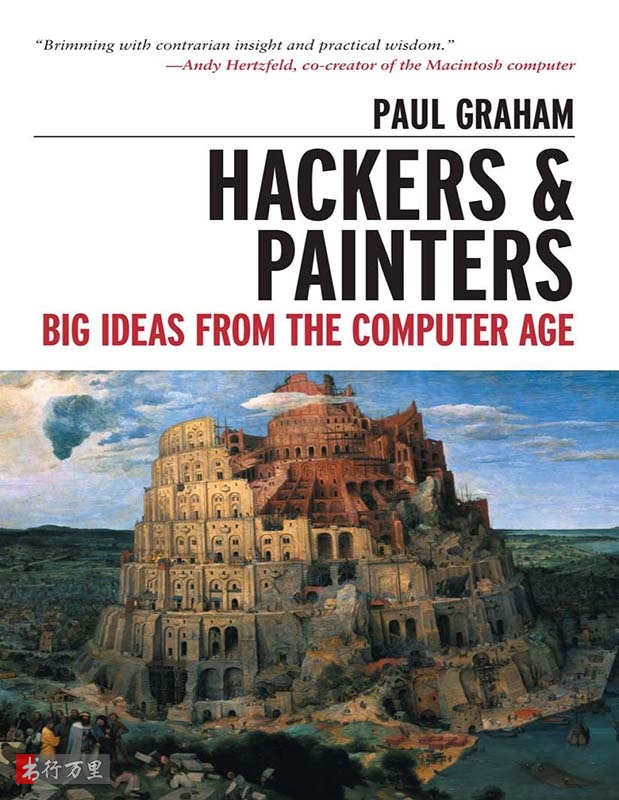 “Brimming with contrarian insight and practical wisdom.”
—Andy Hertzfeld, co-creator of the Macintosh computer
PAUL GRAHAM
HACKERS &
PAINTERS
BIG IDEAS FROM THE COMPUTER AGE
书行万里